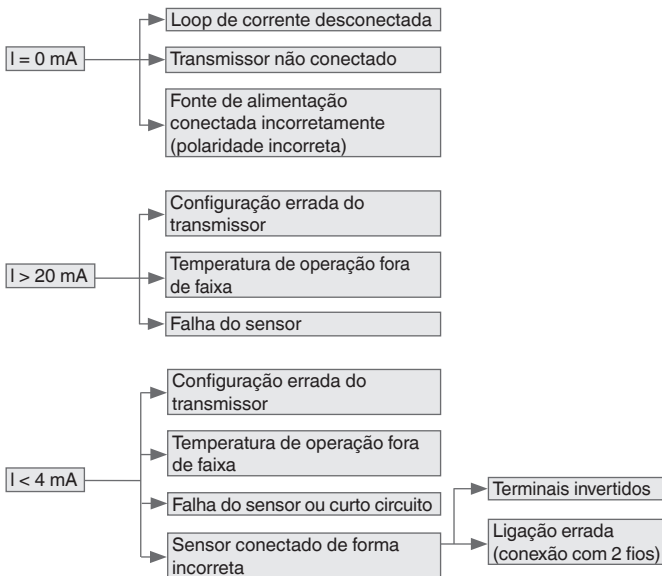 I = 0 mA
Loop de corrente desconectada
Transmissor não conectado
Fonte de alimentação
conectada incorretamente
(polaridade incorreta)
I > 20 mA
Configuração errada do
transmissor
Temperatura de operação fora
de faixa
Falha do sensor
I < 4 mA
Configuração errada do
transmissor
Temperatura de operação fora
de faixa
Falha do sensor ou curto circuito
Sensor conectado de forma
incorreta
Terminais invertidos
Ligação errada
(conexão com 2 fios)